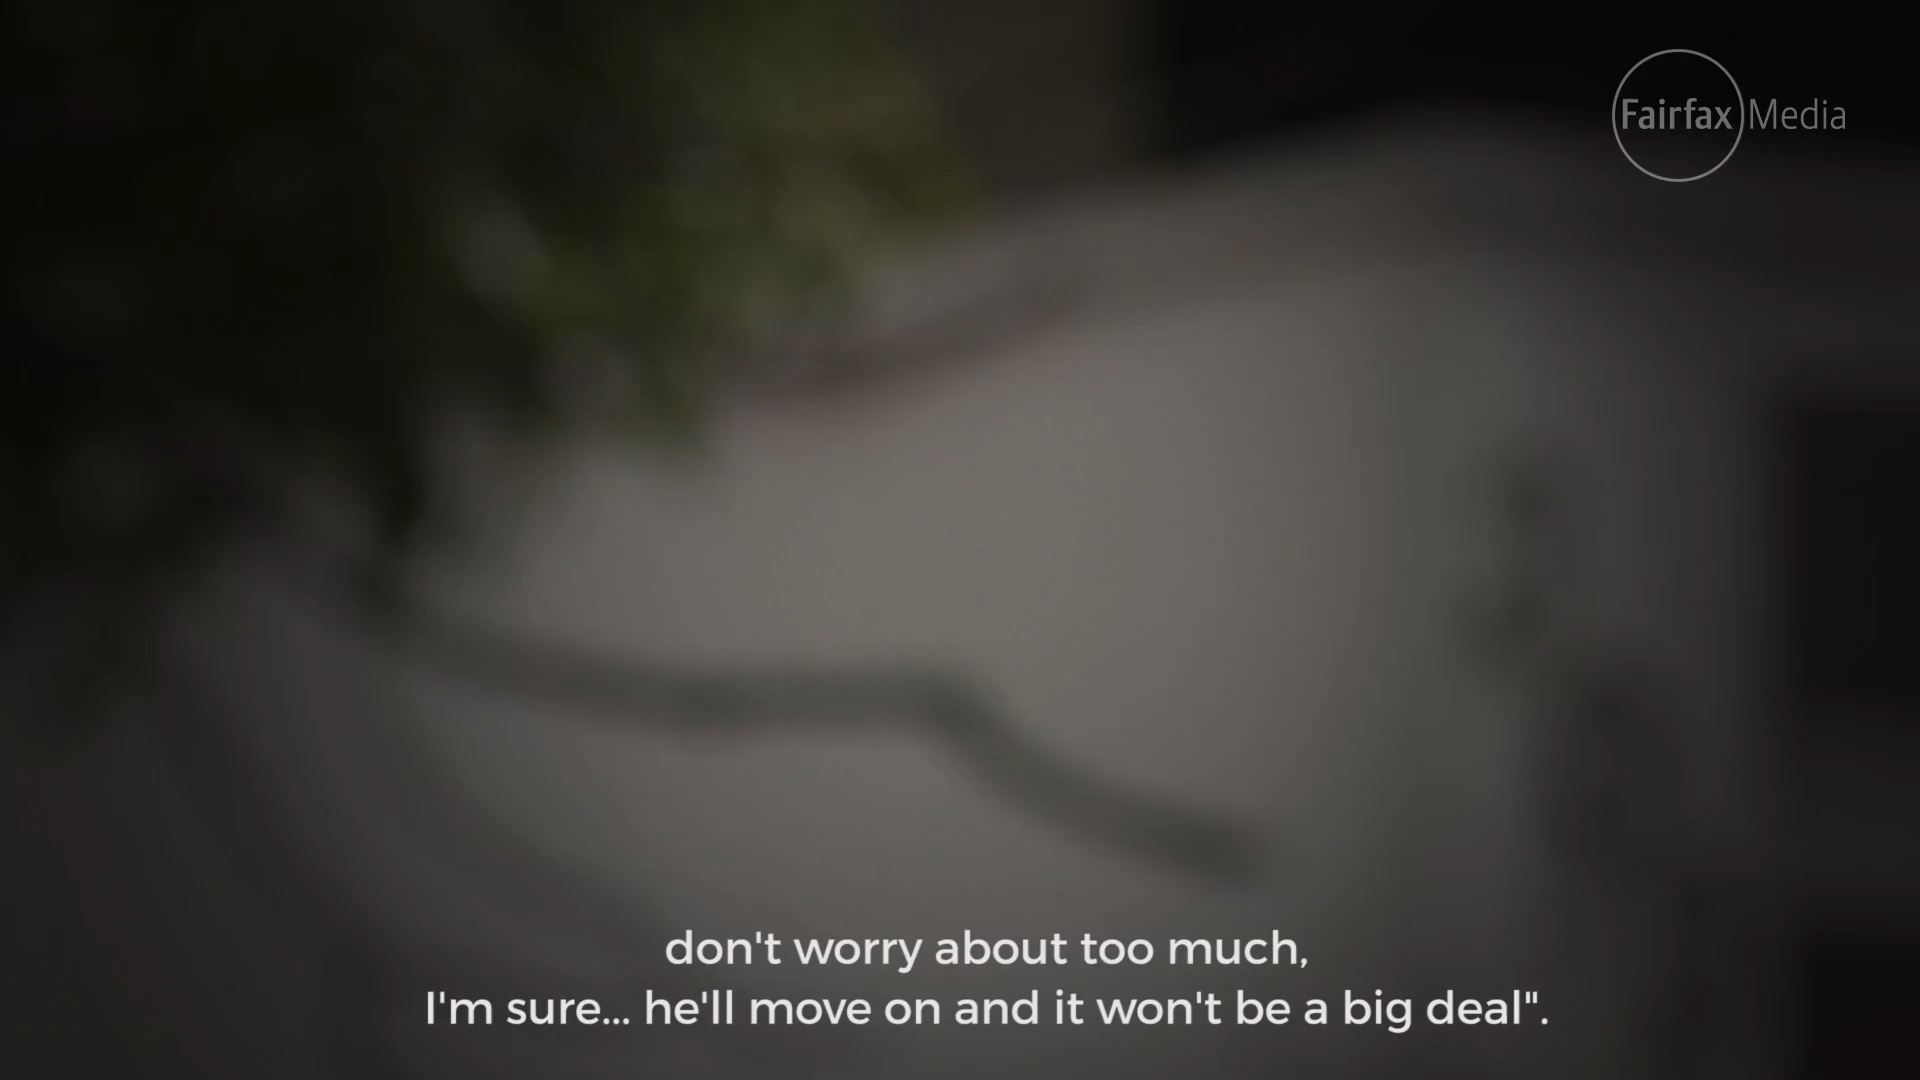 Fairfax Media
don't worry about too much,
I'm sure... he'll move on and it won't be a big deal".